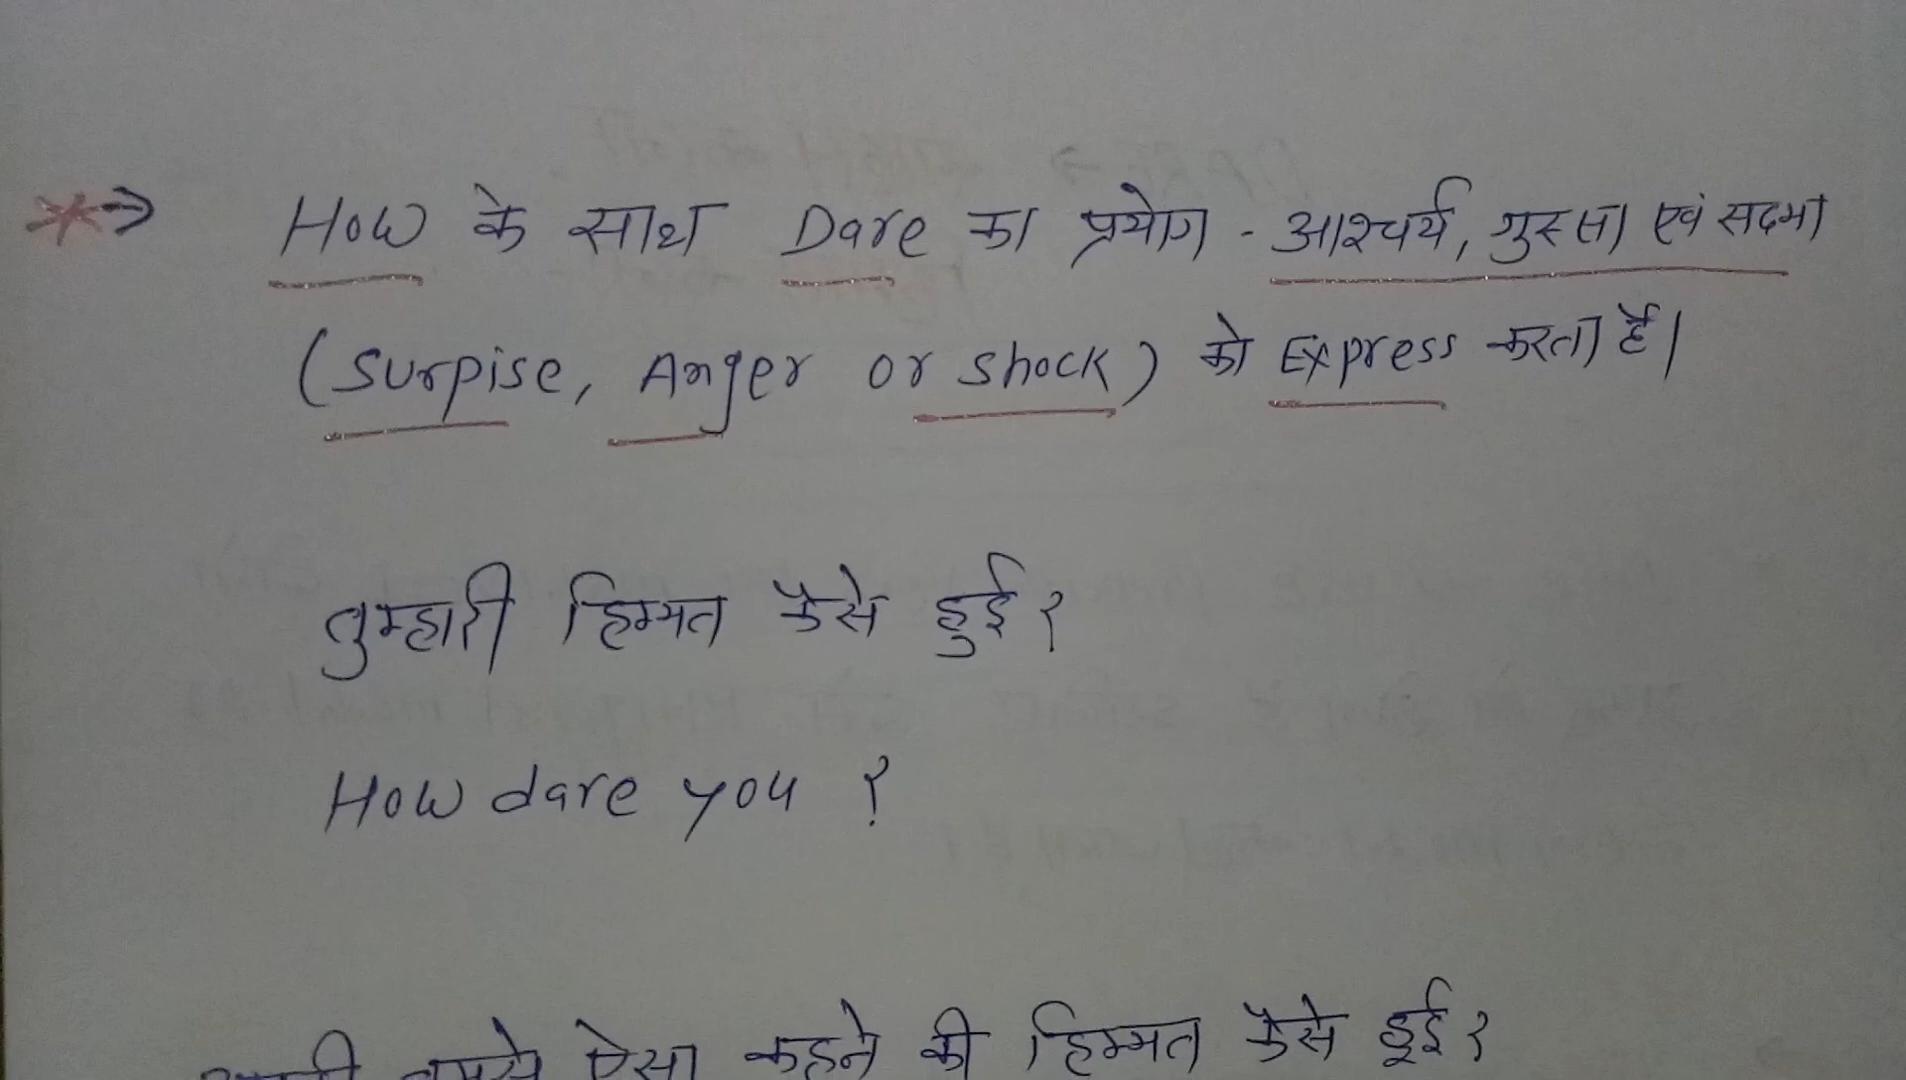 *→ How के साथ Dare का प्रयोग - आश्चर्य, गुस्सा एवं सदमा
(Surpise, Anger or shock) को Express करता है।
तुम्हारी हिम्मत कैसे हुई?
How dare you ?
ऐसा कहने की हिम्मत कैसे हुई?